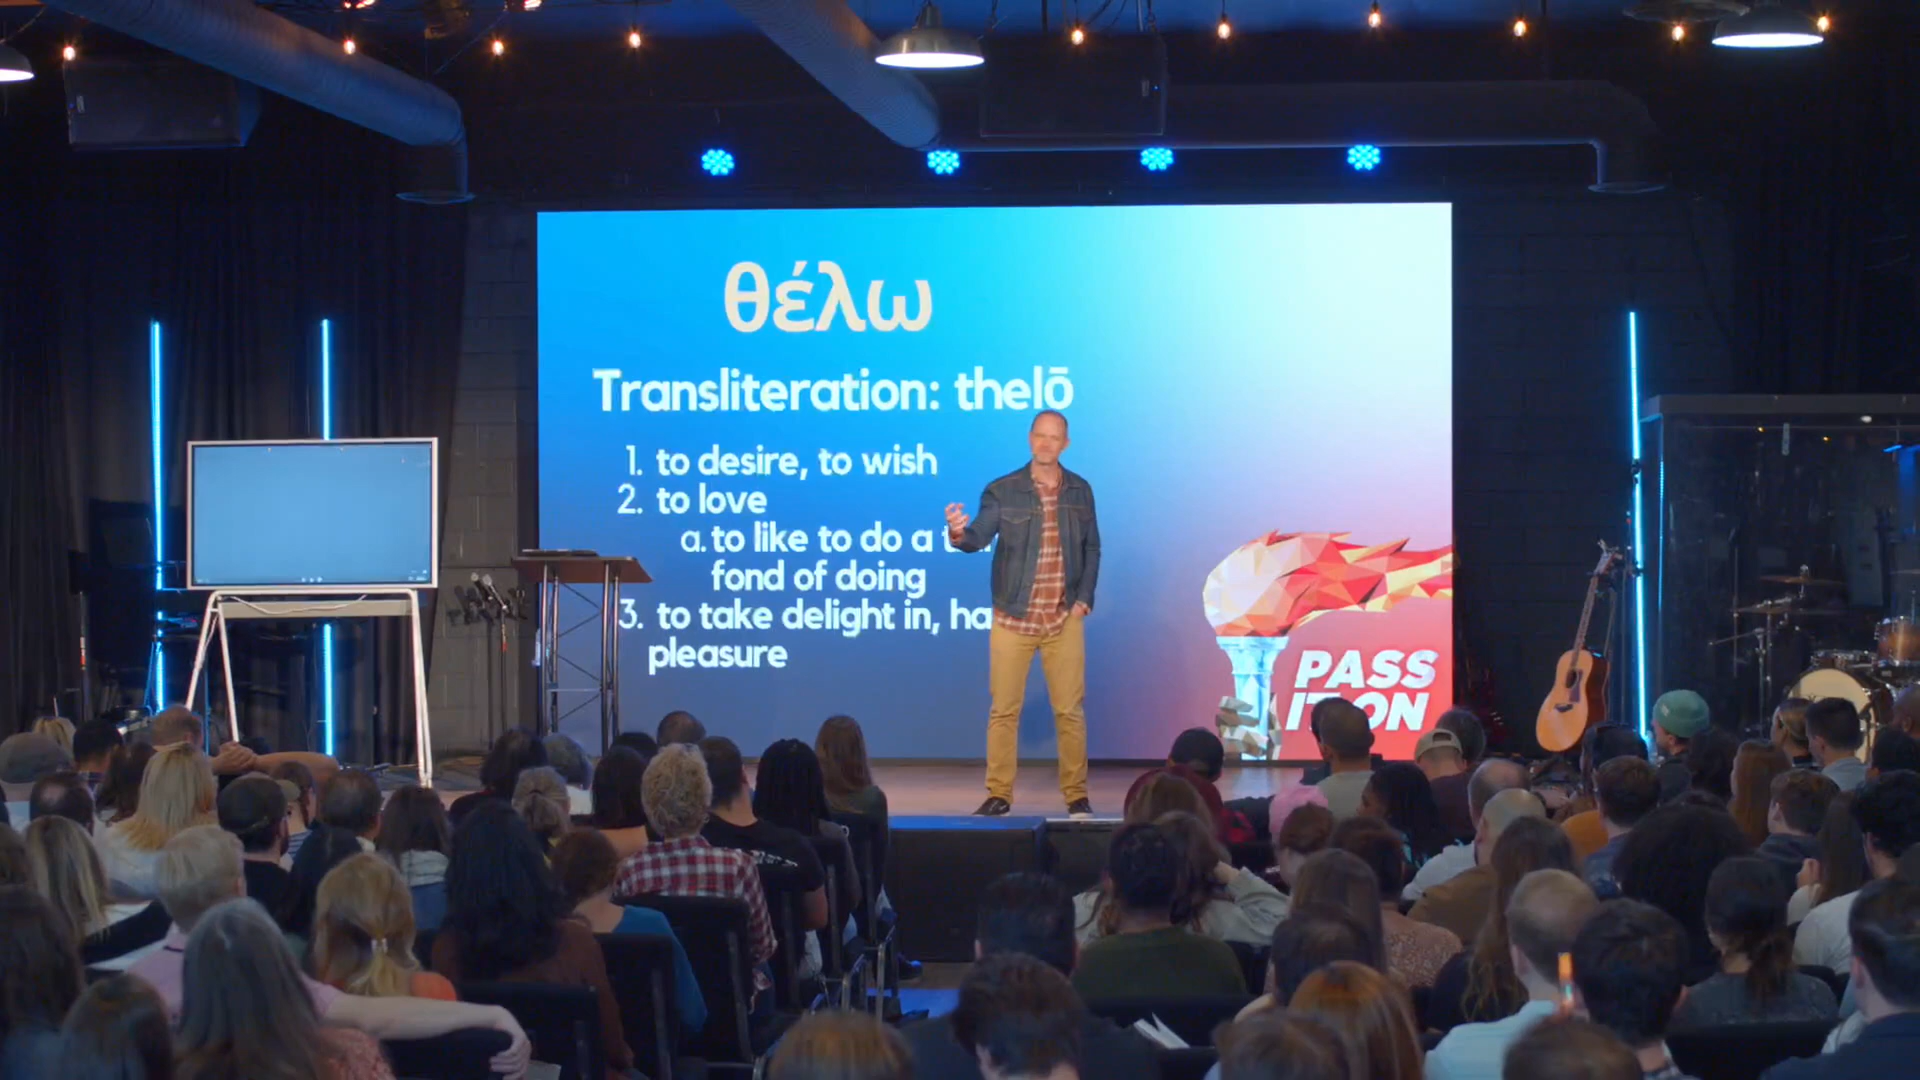 θέλω
Transliteration: thelō
1. to desire, to wish
2. to love
a. to like to do a
fond of doing
3. to take delight in,
pleasure
PASS
IT ON